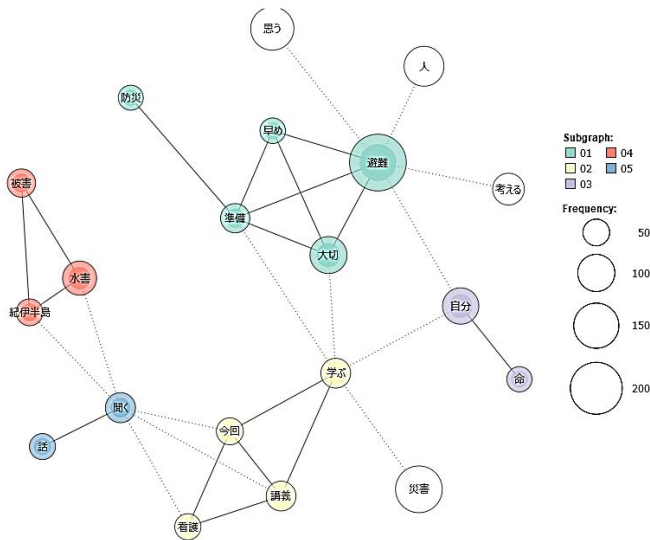 思う
人
防災
早め
避難
被害
考える
準備
大切
水害
紀伊半島
自分
学ぶ
命
聞く
今回
話
災害
講義
看護
Subgraph:
01 04
02 05
03
Frequency:
50
100
150
200